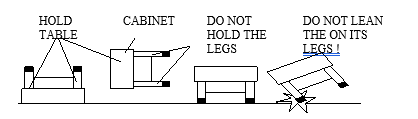 HOLD
TABLE
CABINET
DO NOT
HOLD THE
LEGS
DO NOT LEAN
THE ON ITS
LEGS !